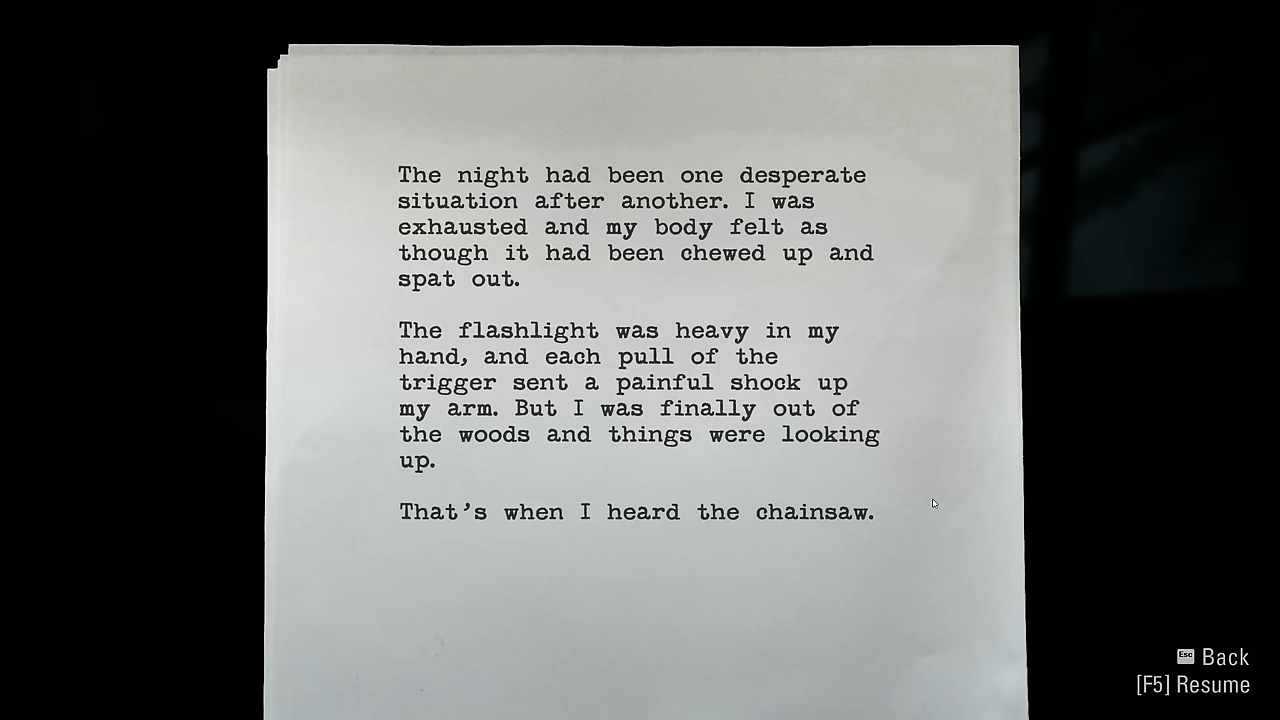 The night had been one desperate
situation after another. I was
exhausted and my body felt as
though it had been chewed up and
spat out.
The flashlight was heavy in my
hand, and each pull of the
trigger sent a painful shock up
my arm. But I was finally out of
the woods and things were looking
up.
That's when I heard the chainsaw.
Esc Back
[F5] Resume